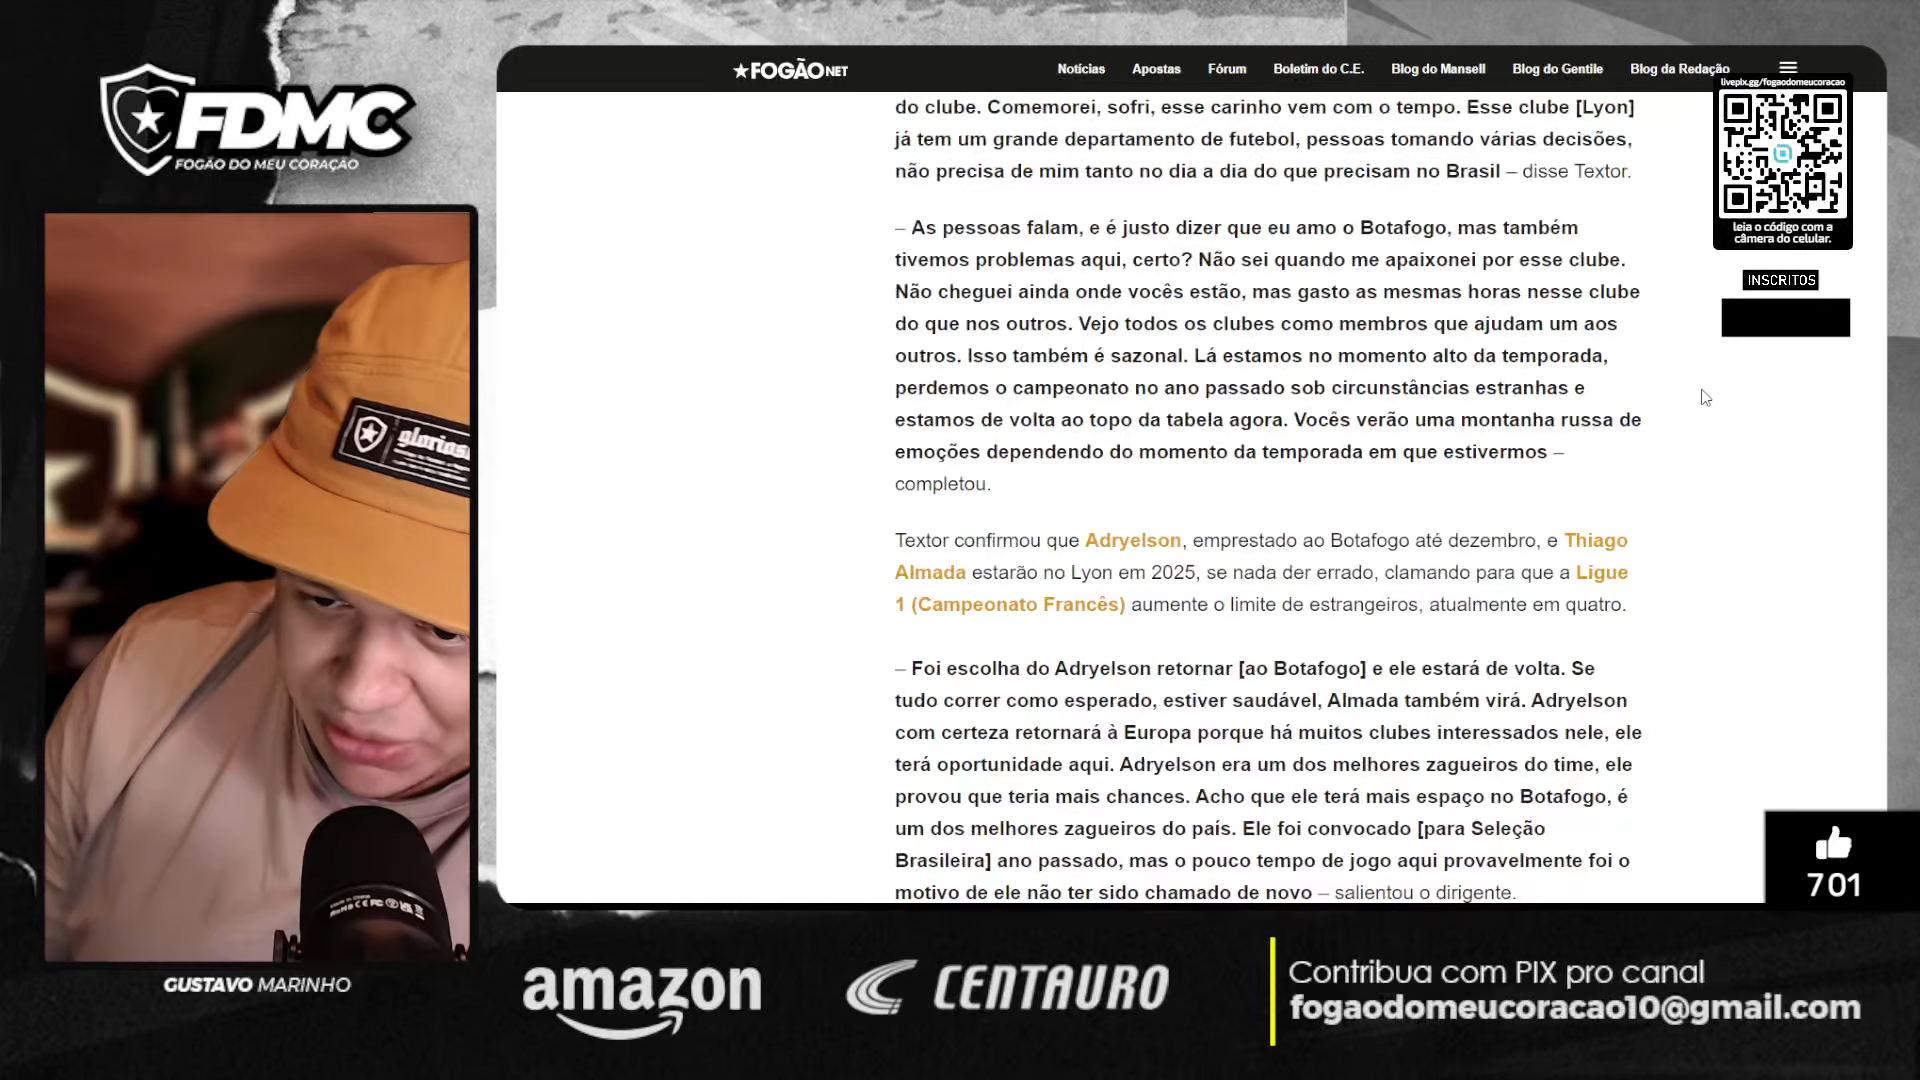 FDMC
FOGÃO DO MEU CORAÇÃO
FOGÃONET
Notícias
Apostas
Fórum
Boletim do C.E.
Blog do Mansell
Blog do Gentile
Blog da Redação
livepix.gg/fogaodomeucoracao
leia o código com a
câmera do celular.
INSCRITOS
do clube. Comemorei, sofri, esse carinho vem com o tempo. Esse clube [Lyon]
já tem um grande departamento de futebol, pessoas tomando várias decisões,
não precisa de mim tanto no dia a dia do que precisam no Brasil – disse Textor.
– As pessoas falam, e é justo dizer que eu amo o Botafogo, mas também
tivemos problemas aqui, certo? Não sei quando me apaixonei por esse clube.
Não cheguei ainda onde vocês estão, mas gasto as mesmas horas nesse clube
do que nos outros. Vejo todos os clubes como membros que ajudam um aos
outros. Isso também é sazonal. Lá estamos no momento alto da temporada,
perdemos o campeonato no ano passado sob circunstâncias estranhas e
estamos de volta ao topo da tabela agora. Vocês verão uma montanha russa de
emoções dependendo do momento da temporada em que estivermos –
completou.
Textor confirmou que Adryelson, emprestado ao Botafogo até dezembro, e Thiago
Almada estarão no Lyon em 2025, se nada der errado, clamando para que a Ligue
1 (Campeonato Francês) aumente o limite de estrangeiros, atualmente em quatro.
– Foi escolha do Adryelson retornar [ao Botafogo] e ele estará de volta. Se
tudo correr como esperado, estiver saudável, Almada também virá. Adryelson
com certeza retornará à Europa porque há muitos clubes interessados nele, ele
terá oportunidade aqui. Adryelson era um dos melhores zagueiros do time, ele
provou que teria mais chances. Acho que ele terá mais espaço no Botafogo, é
um dos melhores zagueiros do país. Ele foi convocado [para Seleção
Brasileira] ano passado, mas o pouco tempo de jogo aqui provavelmente foi o
motivo de ele não ter sido chamado de novo – salientou o dirigente.
701
GUSTAVO MARINHO
amazon
CENTAURO
Contribua com PIX pro canal
fogaodomeucoracao10@gmail.com